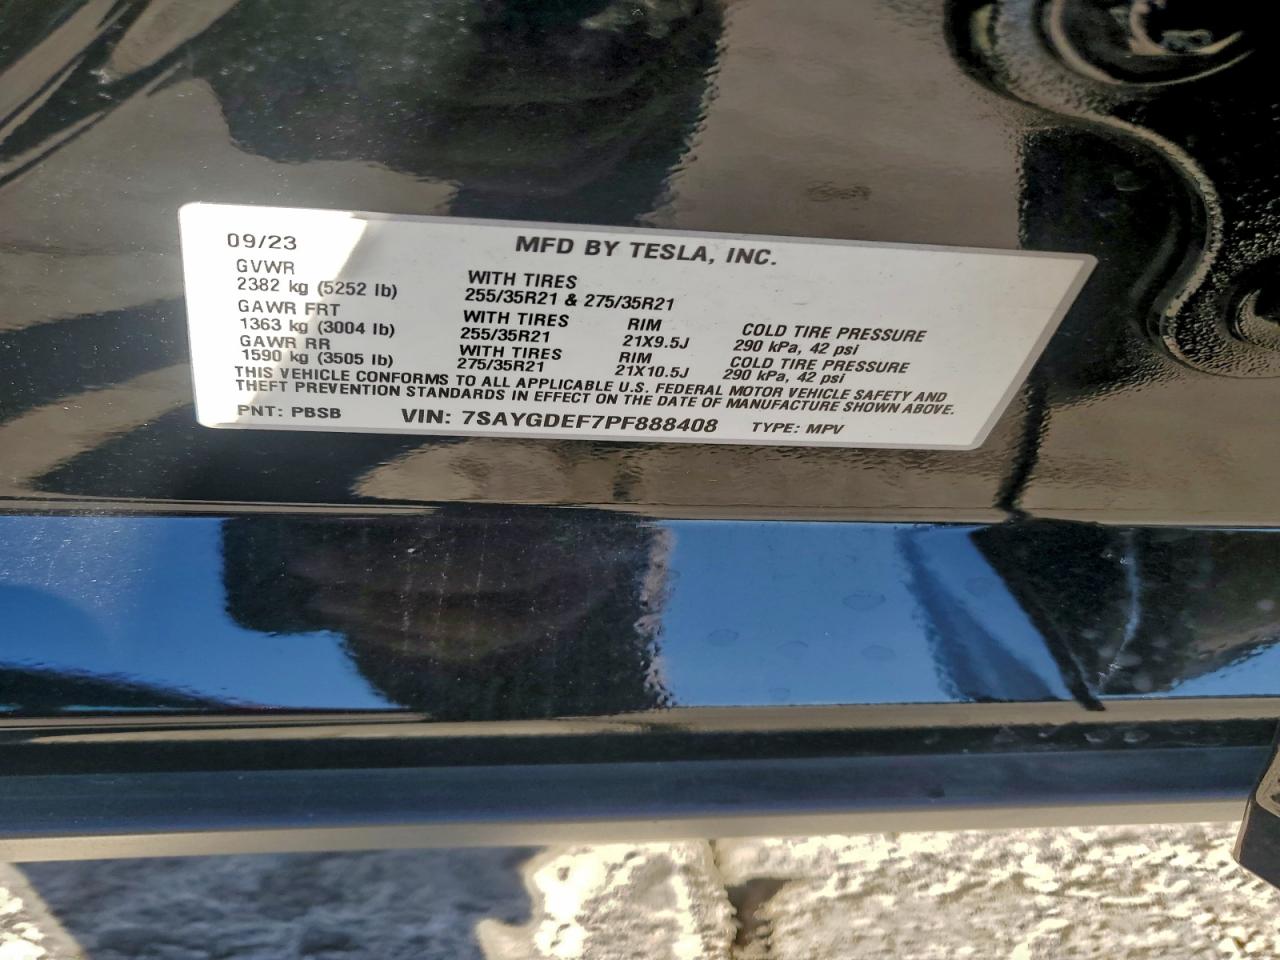 09/23 MFD BY TESLA, INC.
GVWR WITH TIRES
2382 kg (5252 lb) 255/35R21 & 275/35R21
GAWR FRT WITH TIRES RIM COLD TIRE PRESSURE
1363 kg (3004 lb) 255/35R21 21X9.5J 290 kPa, 42 psi
GAWR RR WITH TIRES RIM COLD TIRE PRESSURE
1590 kg (3505 lb) 275/35R21 21X10.5J 290 kPa, 42 psi
THIS VEHICLE CONFORMS TO ALL APPLICABLE U.S. FEDERAL MOTOR VEHICLE SAFETY AND
THEFT PREVENTION STANDARDS IN EFFECT ON THE DATE OF MANUFACTURE SHOWN ABOVE.
PNT: PBSB VIN: 7SAYGDEF7PF888408 TYPE: MPV